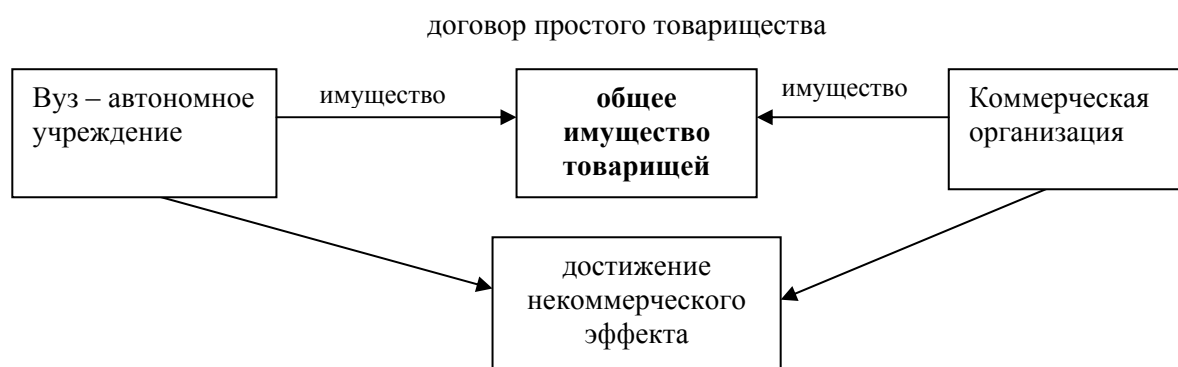 договор простого товарищества
Вуз – автономное
учреждение
имущество
общее
имущество
товарищей
имущество
Коммерческая
организация
достижение
некоммерческого
эффекта